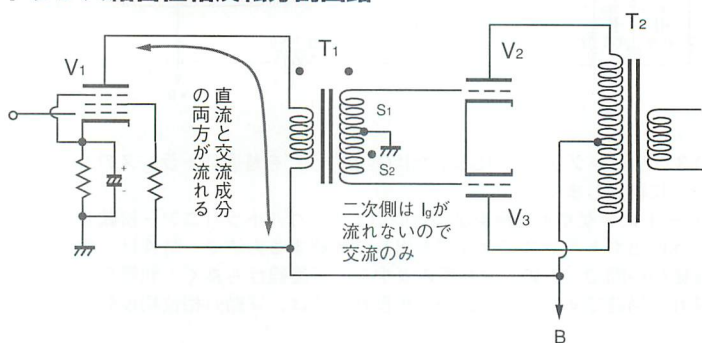 T1
T2
V1
直流と交流成分
の両方が流れる
S1
S2
二次側は Igが
流れないので
交流のみ
V2
V3
B